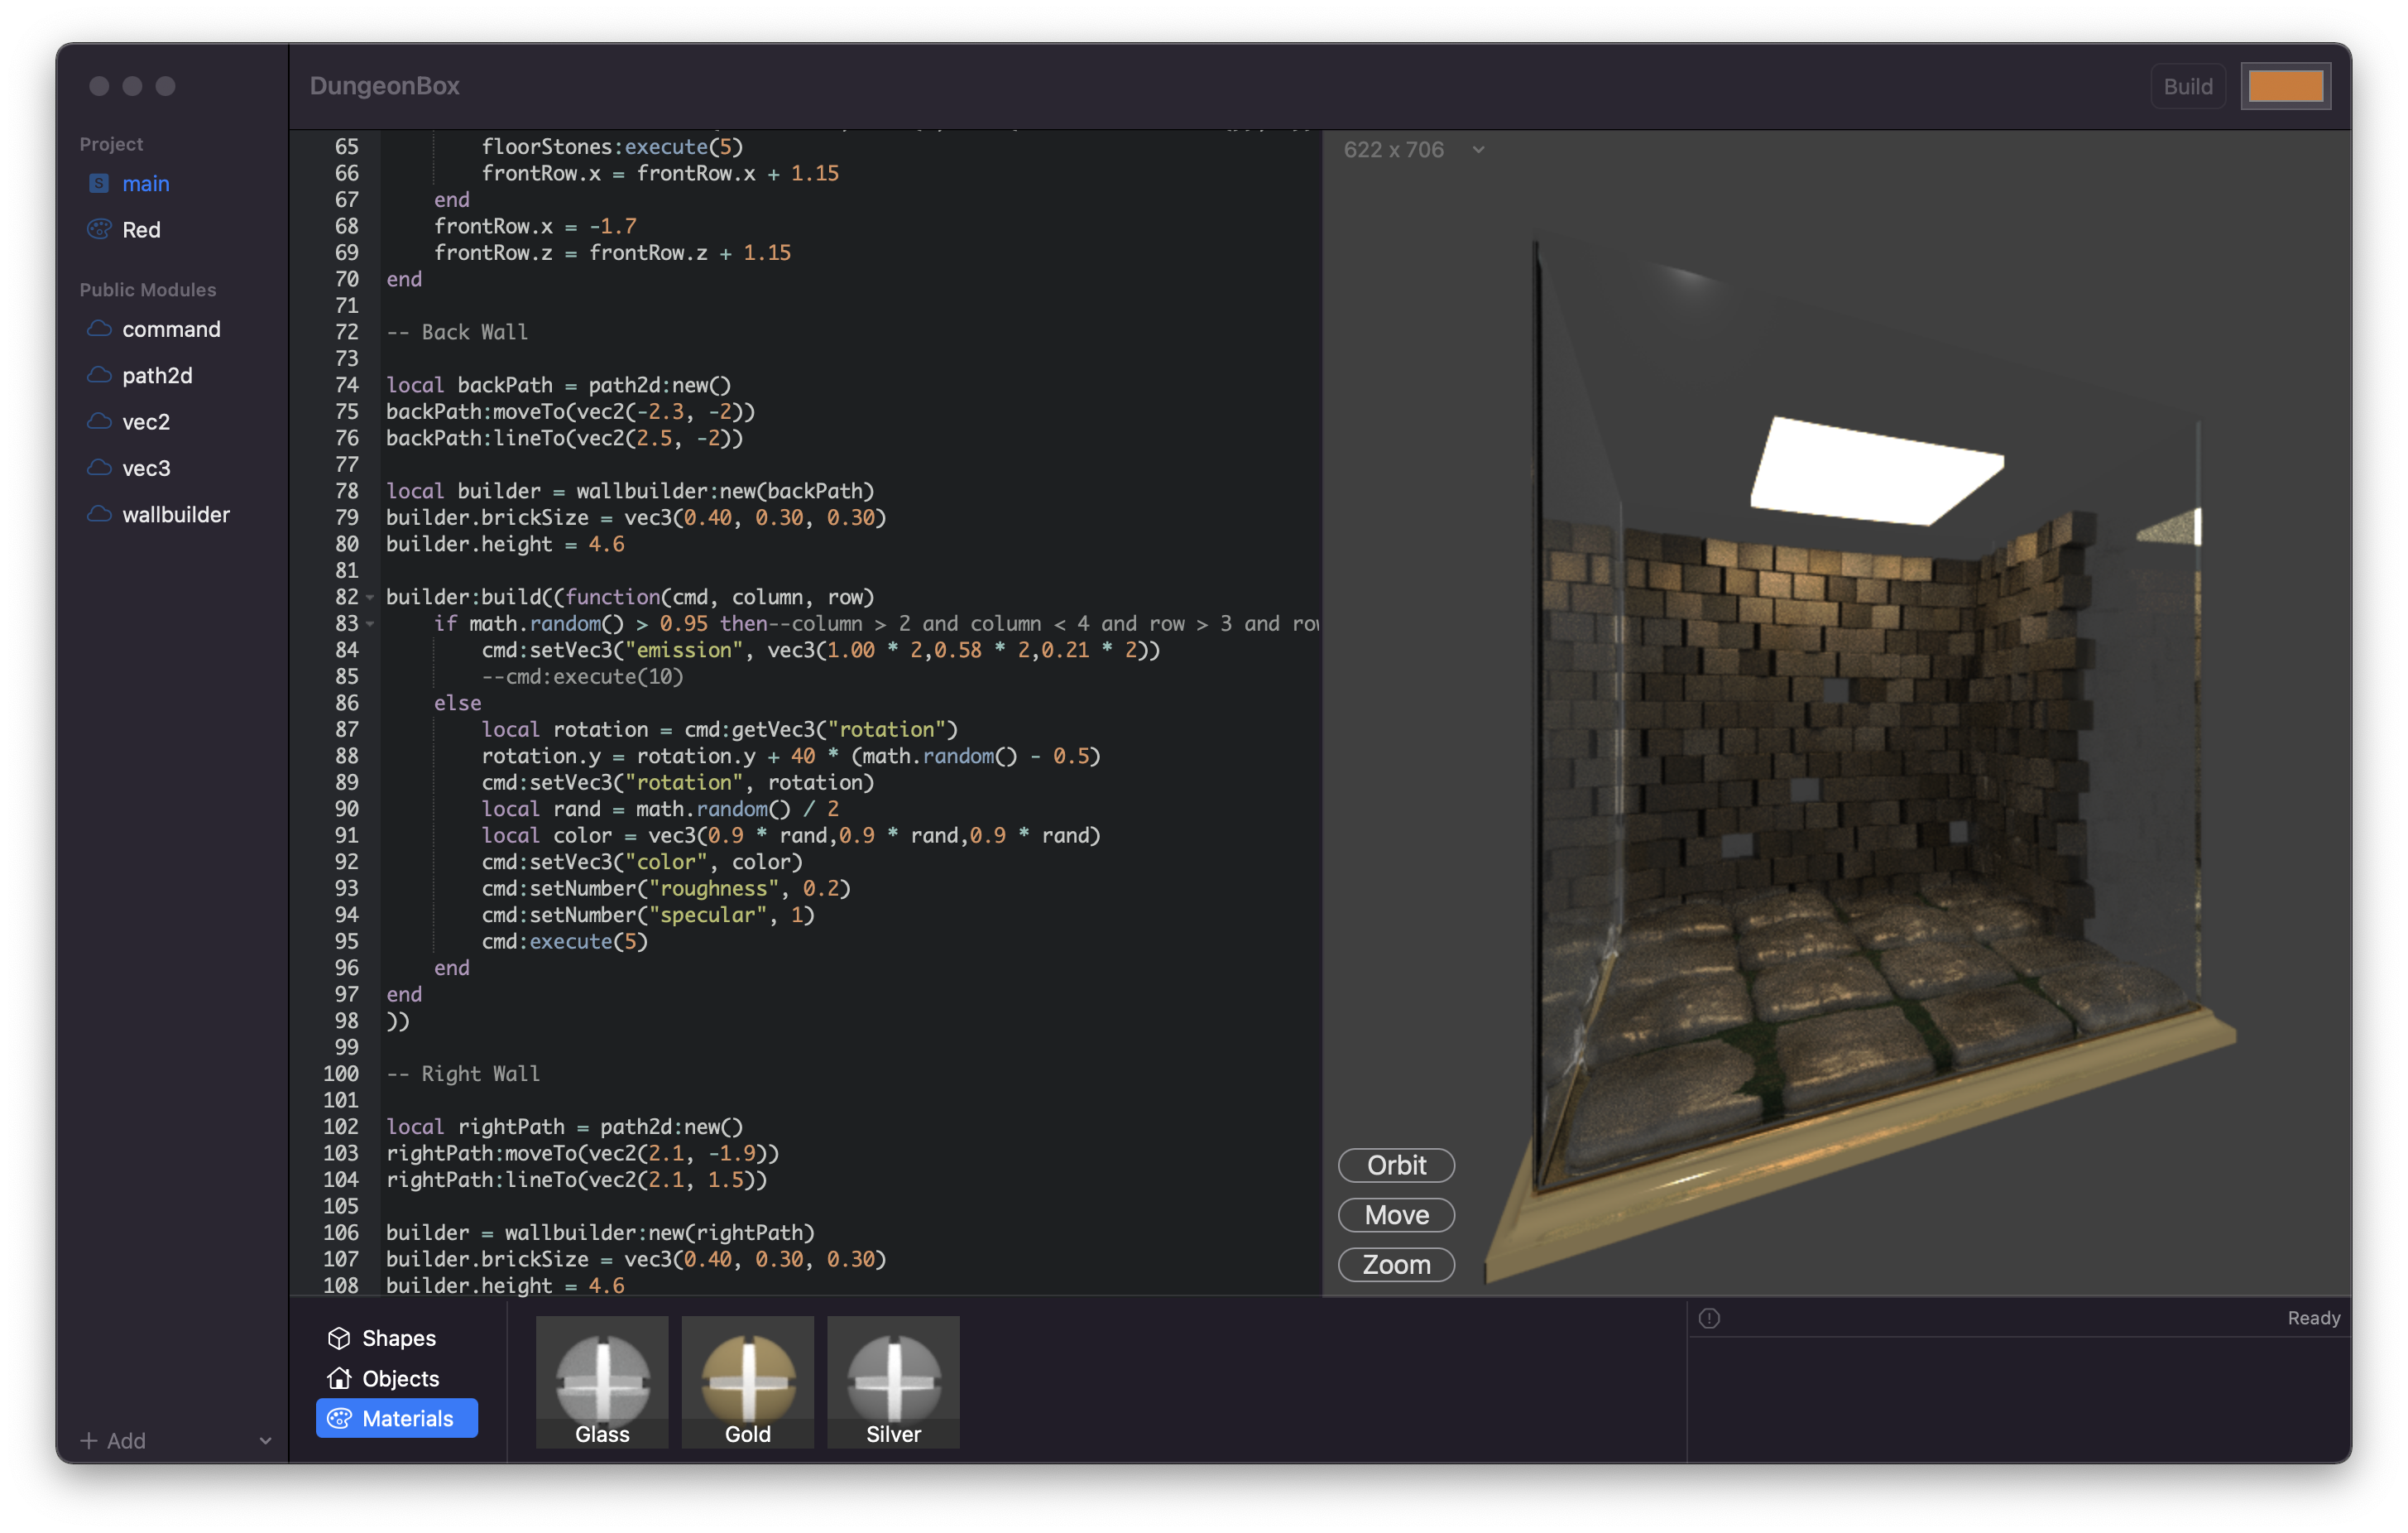 DungeonBox
Build
Project
main
Red
Public Modules
command
path2d
vec2
vec3
wallbuilder
Add
65 floorStones:execute(5)
66 frontRow.x = frontRow.x + 1.15
67 end
68 frontRow.x = -1.7
69 frontRow.z = frontRow.z + 1.15
70 end
71
72 -- Back Wall
73
74 local backPath = path2d:new()
75 backPath:moveTo(vec2(-2.3, -2))
76 backPath:lineTo(vec2(2.5, -2))
77
78 local builder = wallbuilder:new(backPath)
79 builder.brickSize = vec3(0.40, 0.30, 0.30)
80 builder.height = 4.6
81
82 builder:build((function(cmd, column, row)
83 if math.random() > 0.95 then--column > 2 and column < 4 and row > 3 and
84 cmd:setVec3("emission", vec3(1.00 * 2,0.58 * 2,0.21 * 2))
85 --cmd:execute(10)
86 else
87 local rotation = cmd:getVec3("rotation")
88 rotation.y = rotation.y + 40 * (math.random() - 0.5)
89 cmd:setVec3("rotation", rotation)
90 local rand = math.random() / 2
91 local color = vec3(0.9 * rand,0.9 * rand,0.9 * rand)
92 cmd:setVec3("color", color)
93 cmd:setNumber("roughness", 0.2)
94 cmd:setNumber("specular", 1)
95 cmd:execute(5)
96 end
97 end
98 ))
99
100 -- Right Wall
101
102 local rightPath = path2d:new()
103 rightPath:moveTo(vec2(2.1, -1.9))
104 rightPath:lineTo(vec2(2.1, 1.5))
105
106 builder = wallbuilder:new(rightPath)
107 builder.brickSize = vec3(0.40, 0.30, 0.30)
108 builder.height = 4.6
622 x 706
Orbit
Move
Zoom
Shapes
Objects
Materials
Glass
Gold
Silver
Ready